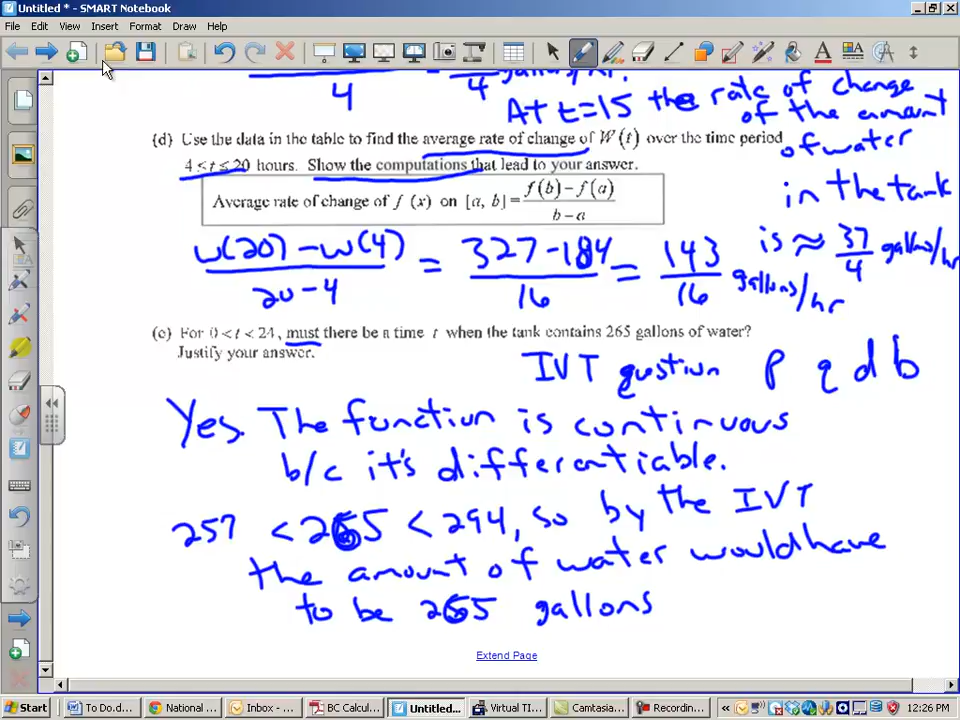 Untitled * - SMART Notebook
File Edit View Insert Format Draw Help
4
4 gallons/hr.
At t=15 the rate of change
of the amount
of water
in the tank
is ≈ 37/4 gallons/hr
(d) Use the data in the table to find the average rate of change of W(t) over the time period
4 ≤ t ≤ 20 hours. Show the computations that lead to your answer.
Average rate of change of f (x) on [a, b] = f(b) − f(a) / b − a
w(20) − w(4) / 20 − 4 = 327 − 184 / 16 = 143 / 16 gallons/hr
(e) For 0 < t < 24, must there be a time t when the tank contains 265 gallons of water?
Justify your answer.
IVT question p q d b
Yes. The function is continuous
b/c it's differentiable.
257 < 265 < 294, so by the IVT
the amount of water would have
to be 265 gallons
Extend Page
Start To Do.d... National ... Inbox - ... BC Calcul... Untitled... Virtual TI... Camtasia... Recordin... 12:26 PM